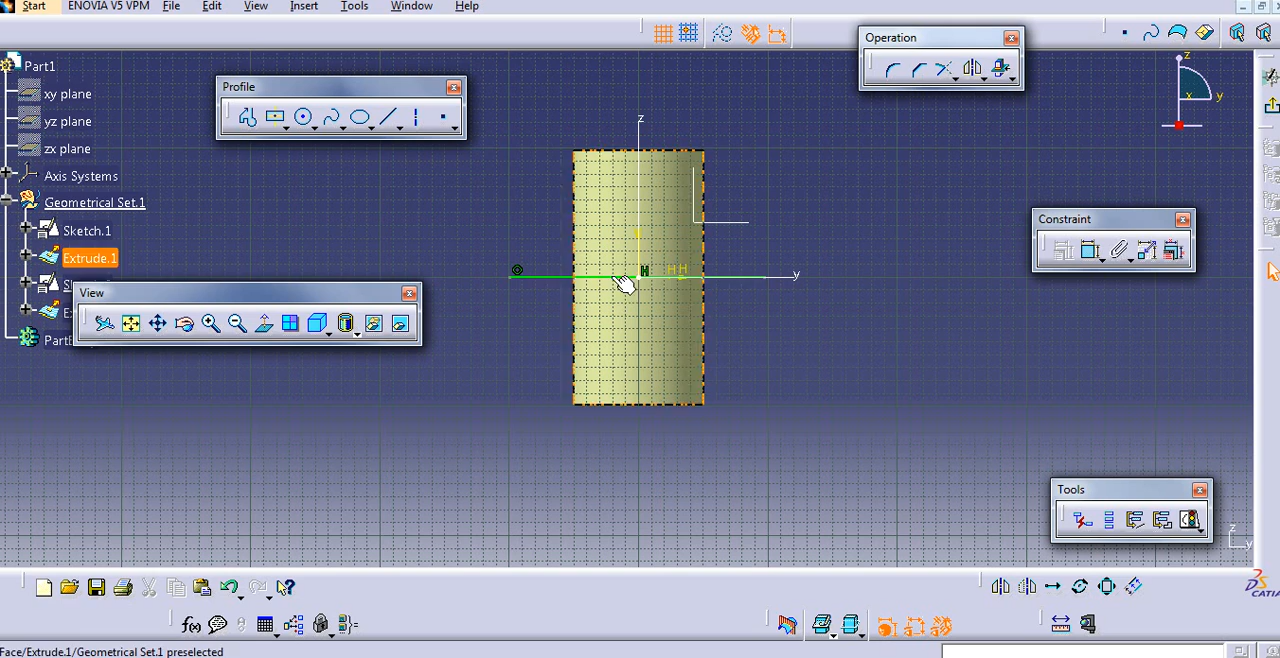 Start ENOVIA V5 VPM File Edit View Insert Tools Window Help
Operation
Part1
z
Profile
xy plane
x y
yz plane
z
zx plane
Axis Systems
Geometrical Set.1
Constraint
Sketch.1
Extrude.1
H H H
y
View
Part
Tools
z
y
CATIA
f(x)
Face/Extrude.1/Geometrical Set.1 preselected